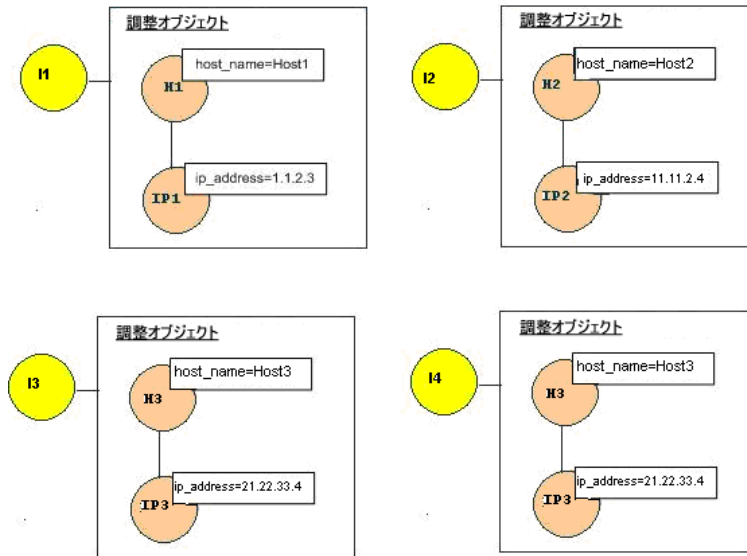 調整オブジェクト
host_name=Host1
I1
H1
ip_address=1.1.2.3
IP1
調整オブジェクト
host_name=Host2
I2
H2
ip_address=11.11.2.4
IP2
調整オブジェクト
host_name=Host3
I3
H3
ip_address=21.22.33.4
IP3
調整オブジェクト
host_name=Host3
I4
H3
ip_address=21.22.33.4
IP3